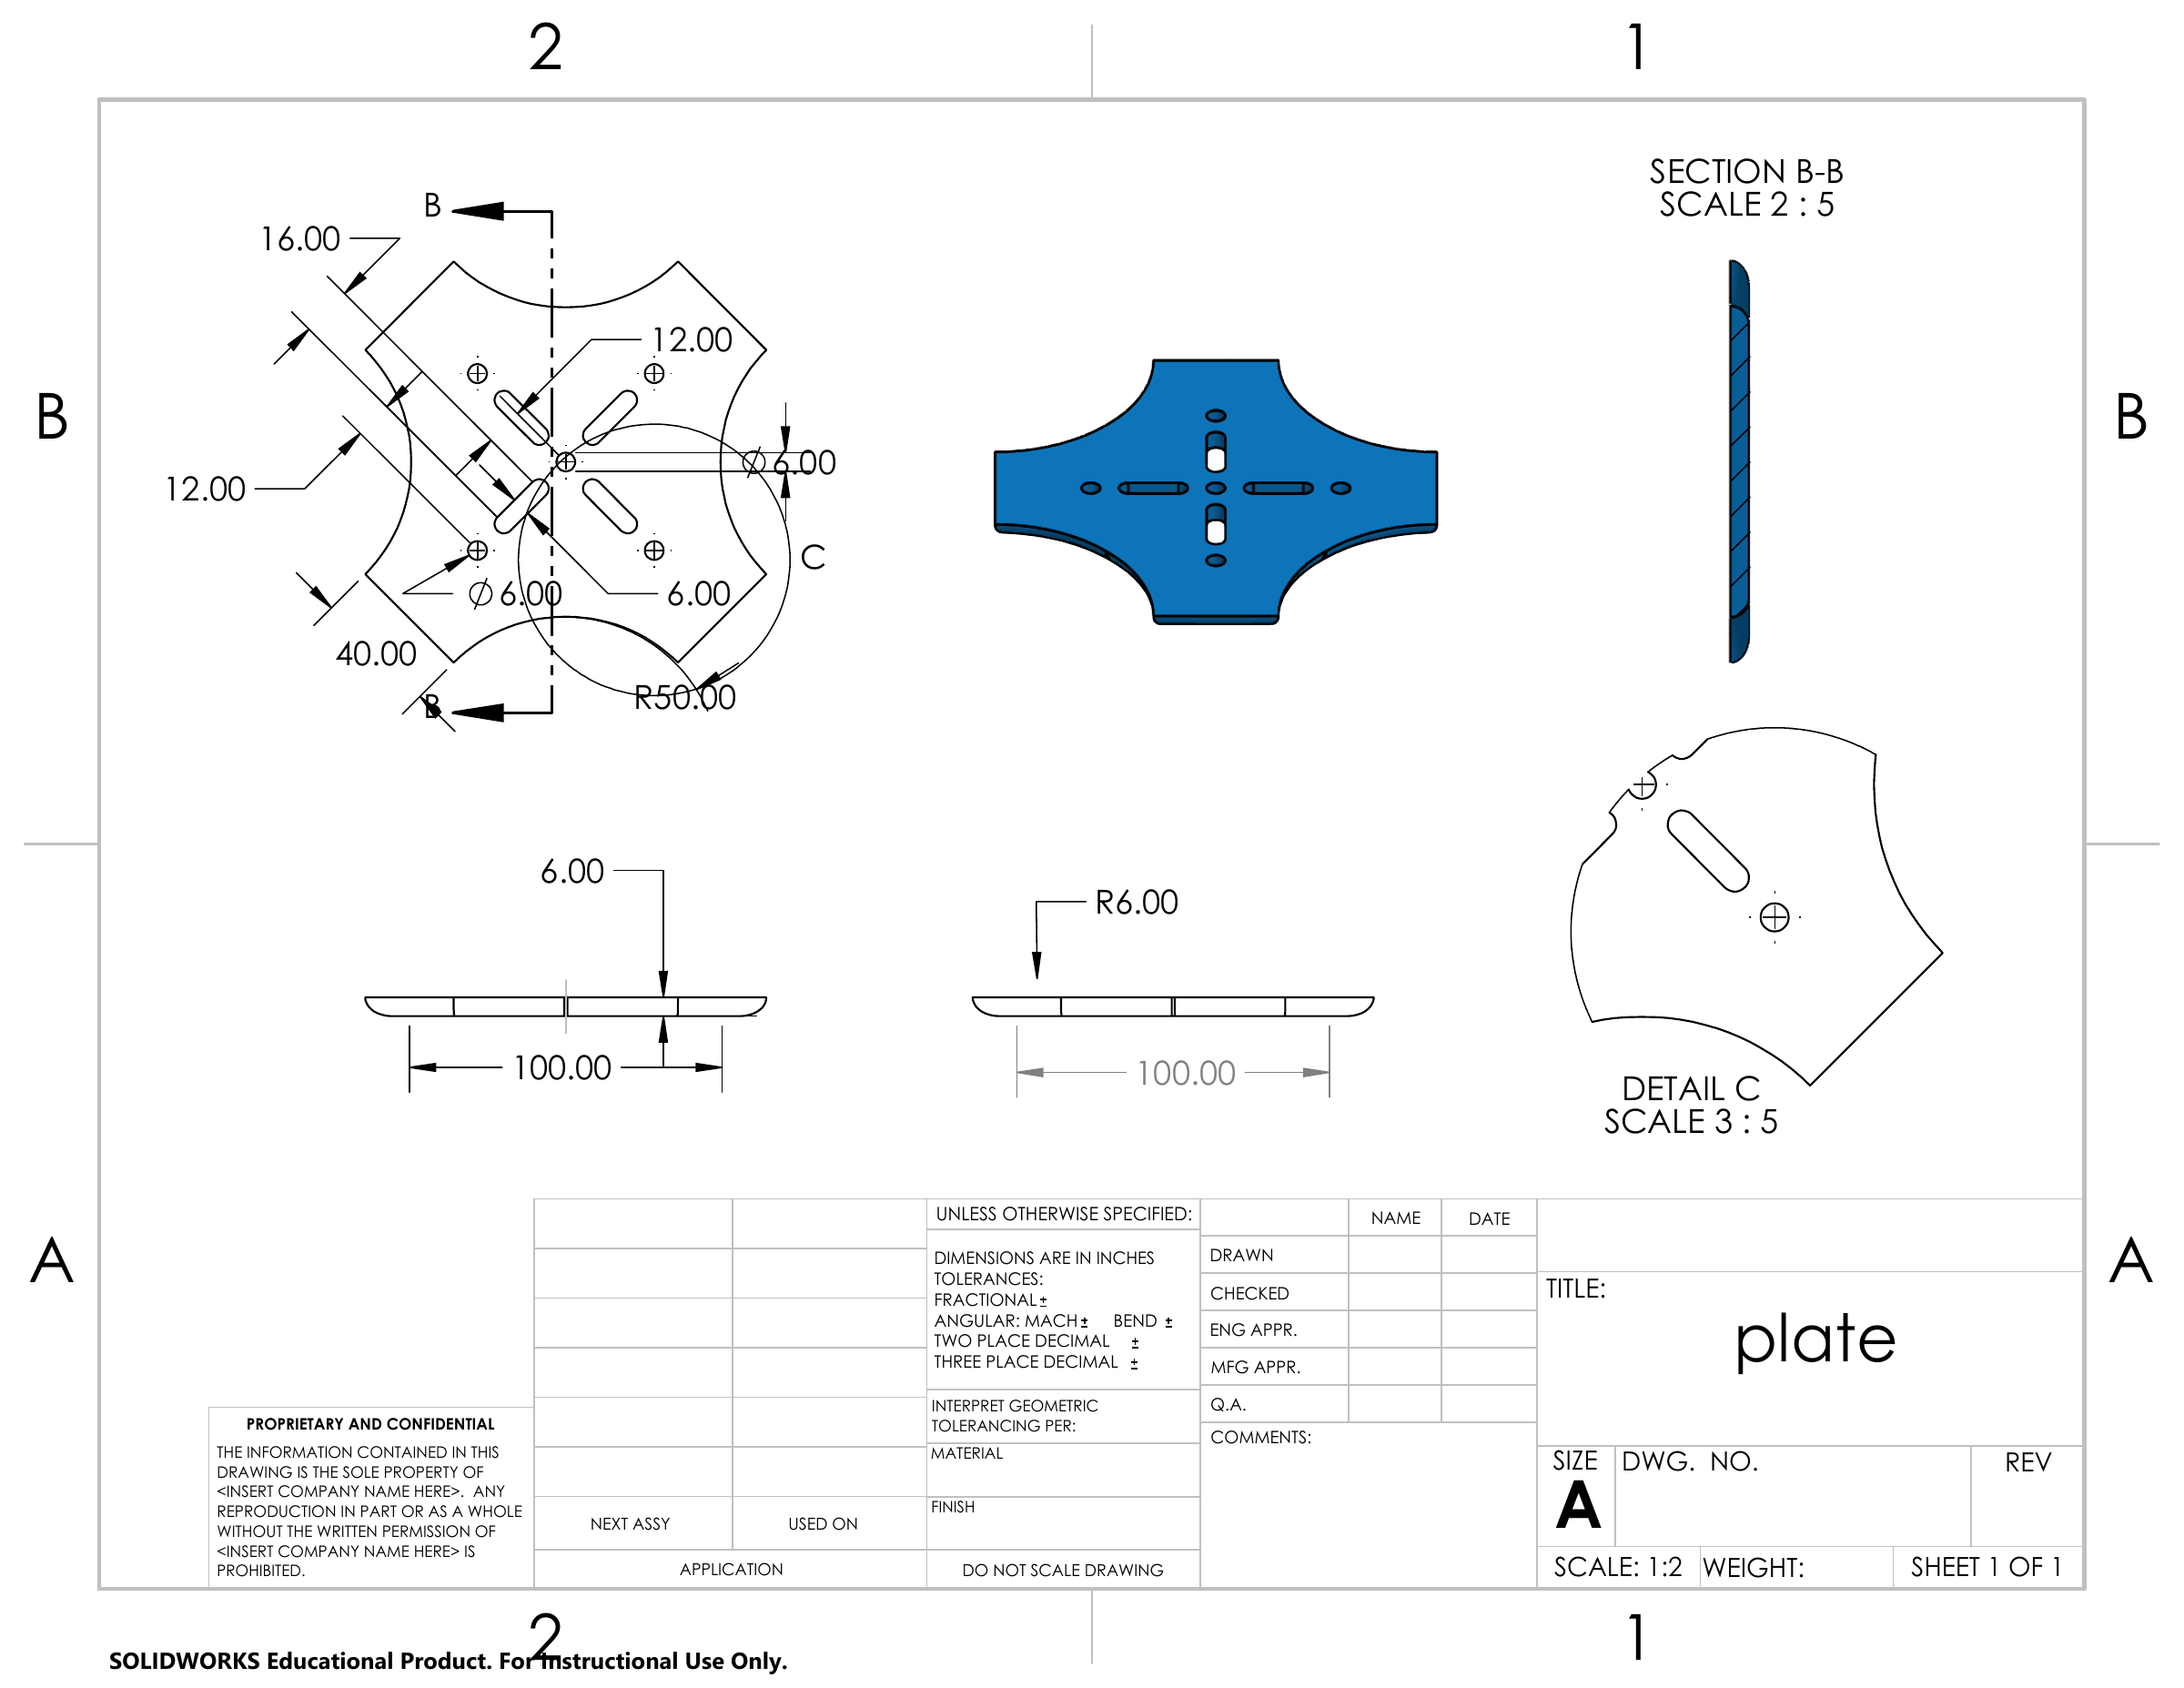 2
1
SECTION B-B
SCALE 2 : 5
B
16.00
12.00
B
B
⌀ 6.00
12.00
C
⌀ 6.00
6.00
40.00
R50.00
B
6.00
R6.00
100.00
100.00
DETAIL C
SCALE 3 : 5
A
A
UNLESS OTHERWISE SPECIFIED:
DIMENSIONS ARE IN INCHES
TOLERANCES:
FRACTIONAL ±
ANGULAR: MACH ± BEND ±
TWO PLACE DECIMAL ±
THREE PLACE DECIMAL ±
INTERPRET GEOMETRIC
TOLERANCING PER:
MATERIAL
FINISH
DO NOT SCALE DRAWING
NAME
DATE
DRAWN
CHECKED
ENG APPR.
MFG APPR.
Q.A.
COMMENTS:
TITLE:
plate
SIZE
A
DWG. NO.
REV
SCALE: 1:2
WEIGHT:
SHEET 1 OF 1
PROPRIETARY AND CONFIDENTIAL
THE INFORMATION CONTAINED IN THIS
DRAWING IS THE SOLE PROPERTY OF
<INSERT COMPANY NAME HERE>. ANY
REPRODUCTION IN PART OR AS A WHOLE
WITHOUT THE WRITTEN PERMISSION OF
<INSERT COMPANY NAME HERE> IS
PROHIBITED.
NEXT ASSY
USED ON
APPLICATION
2
1
SOLIDWORKS Educational Product. For Instructional Use Only.